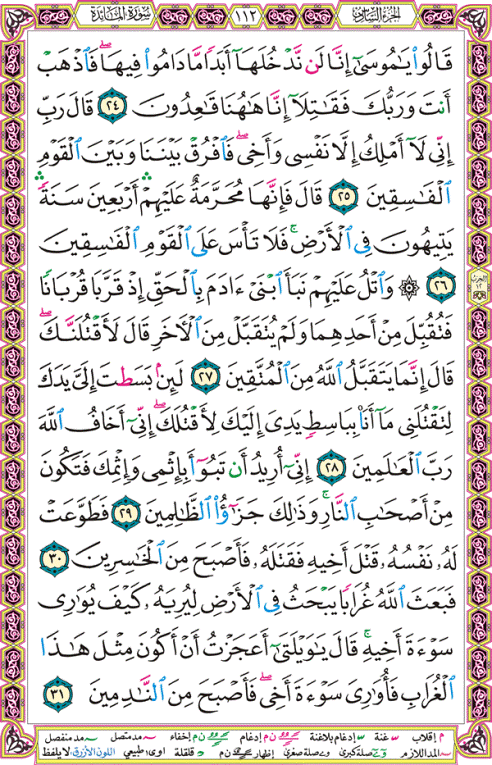 الجزء السادس ١١٢ سورة المائدة
قَالُوا۟ يَـٰمُوسَىٰٓ إِنَّا لَن نَّدْخُلَهَآ أَبَدًا مَّا دَامُوا۟ فِيهَا ۖ فَٱذْهَبْ
أَنتَ وَرَبُّكَ فَقَـٰتِلَآ إِنَّا هَـٰهُنَا قَـٰعِدُونَ ٢٤ قَالَ رَبِّ
إِنِّى لَآ أَمْلِكُ إِلَّا نَفْسِى وَأَخِى ۖ فَٱفْرُقْ بَيْنَنَا وَبَيْنَ ٱلْقَوْمِ
ٱلْفَـٰسِقِينَ ٢٥ قَالَ فَإِنَّهَا مُحَرَّمَةٌ ۛ عَلَيْهِمْ ۛ أَرْبَعِينَ سَنَةً ۛ
يَتِيهُونَ فِى ٱلْأَرْضِ ۚ فَلَا تَأْسَ عَلَى ٱلْقَوْمِ ٱلْفَـٰسِقِينَ
٢٦ ۞ وَٱتْلُ عَلَيْهِمْ نَبَأَ ٱبْنَىْ ءَادَمَ بِٱلْحَقِّ إِذْ قَرَّبَا قُرْبَانًا
فَتُقُبِّلَ مِنْ أَحَدِهِمَا وَلَمْ يُتَقَبَّلْ مِنَ ٱلْـَٔاخَرِ قَالَ لَأَقْتُلَنَّكَ ۖ
قَالَ إِنَّمَا يَتَقَبَّلُ ٱللَّهُ مِنَ ٱلْمُتَّقِينَ ٢٧ لَئِنۢ بَسَطتَ إِلَىَّ يَدَكَ
لِتَقْتُلَنِى مَآ أَنَا۠ بِبَاسِطٍ يَدِىَ إِلَيْكَ لِأَقْتُلَكَ ۖ إِنِّىٓ أَخَافُ ٱللَّهَ
رَبَّ ٱلْعَـٰلَمِينَ ٢٨ إِنِّىٓ أُرِيدُ أَن تَبُوٓأَ بِإِثْمِى وَإِثْمِكَ فَتَكُونَ
مِنْ أَصْحَـٰبِ ٱلنَّارِ ۚ وَذَٰلِكَ جَزَٰٓؤُا۟ ٱلظَّـٰلِمِينَ ٢٩ فَطَوَّعَتْ
لَهُۥ نَفْسُهُۥ قَتْلَ أَخِيهِ فَقَتَلَهُۥ فَأَصْبَحَ مِنَ ٱلْخَـٰسِرِينَ ٣٠
فَبَعَثَ ٱللَّهُ غُرَابًا يَبْحَثُ فِى ٱلْأَرْضِ لِيُرِيَهُۥ كَيْفَ يُوَٰرِى
سَوْءَةَ أَخِيهِ ۚ قَالَ يَـٰوَيْلَتَىٰٓ أَعَجَزْتُ أَنْ أَكُونَ مِثْلَ هَـٰذَا
ٱلْغُرَابِ فَأُوَٰرِىَ سَوْءَةَ أَخِى ۖ فَأَصْبَحَ مِنَ ٱلنَّـٰدِمِينَ ٣١
م إقلاب غنة إدغام بلاغنة ن م إدغام ن م إخفاء مد متصل مد منفصل
المد اللازم صلة كبرى صلة صغرى إظهار ن م قلقلة اوى: طبيعي اللون الأزرق: لا يلفظ